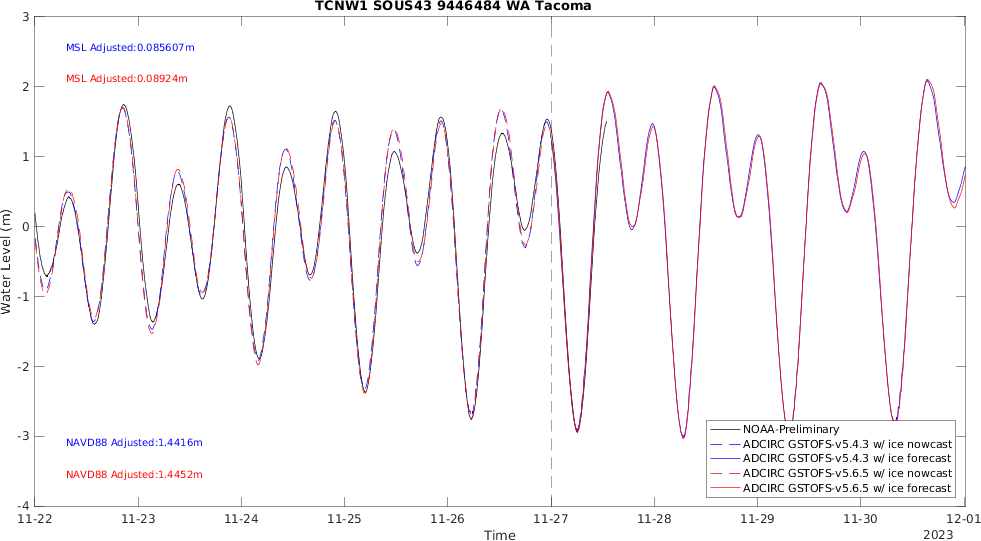 TCNW1 SOUS43 9446484 WA Tacoma
3
MSL Adjusted:0.085607m
MSL Adjusted:0.08924m
2
1
0
-1
-2
-3
-4
Water Level (m)
NAVD88 Adjusted:1.4416m
NAVD88 Adjusted:1.4452m
NOAA-Preliminary
ADCIRC GSTOFS-v5.4.3 w/ ice nowcast
ADCIRC GSTOFS-v5.4.3 w/ ice forecast
ADCIRC GSTOFS-v5.6.5 w/ ice nowcast
ADCIRC GSTOFS-v5.6.5 w/ ice forecast
11-22 11-23 11-24 11-25 11-26 11-27 11-28 11-29 11-30 12-01
Time
2023